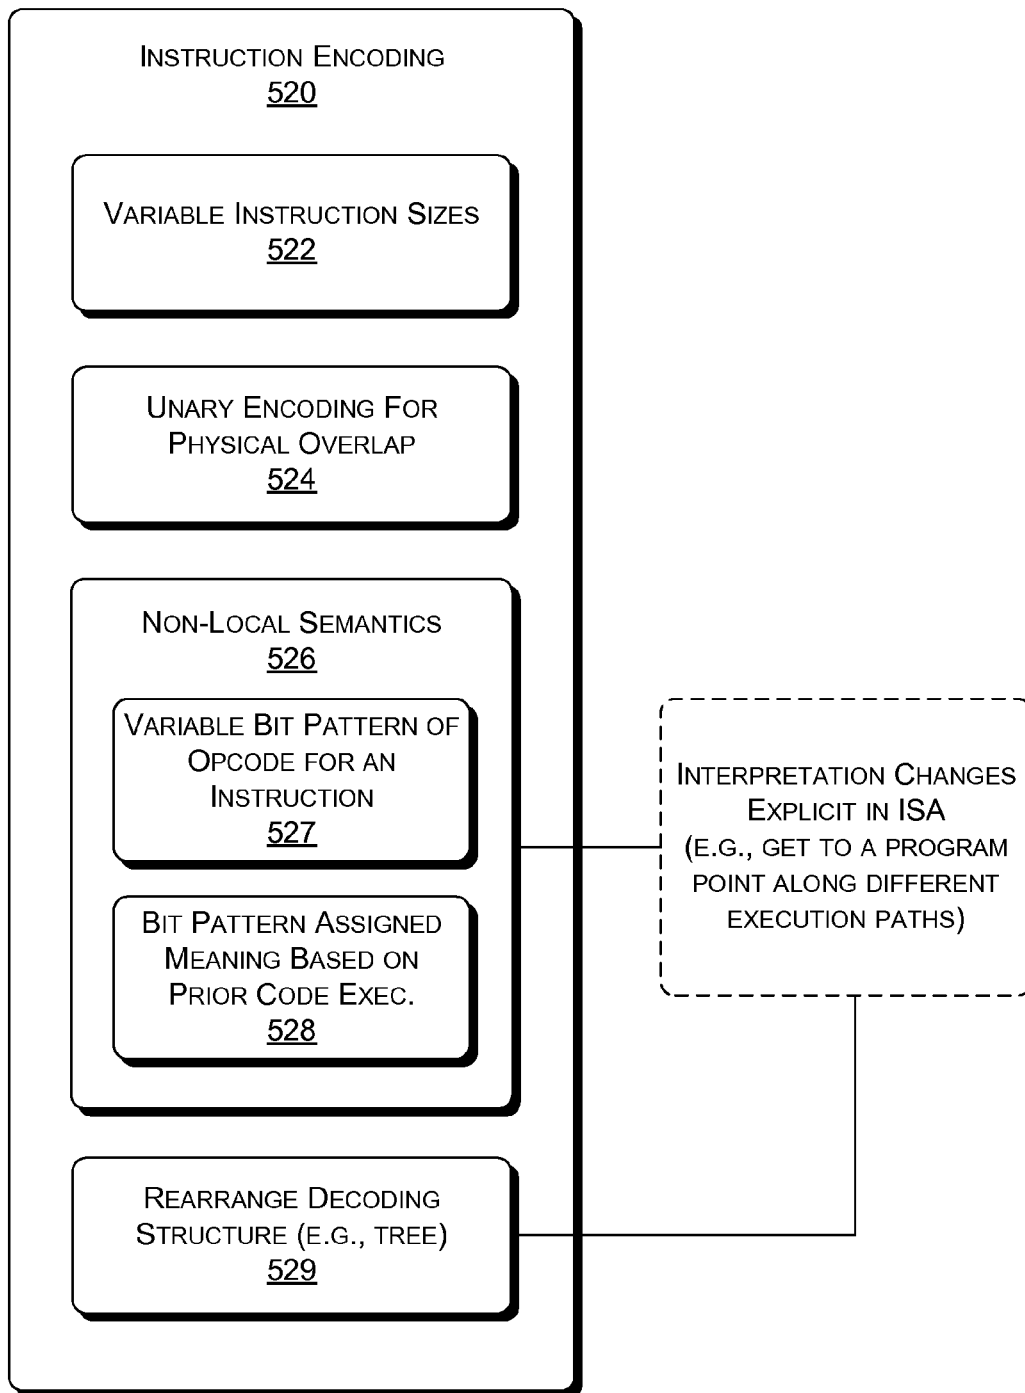 INSTRUCTION ENCODING
520
VARIABLE INSTRUCTION SIZES
522
UNARY ENCODING FOR
PHYSICAL OVERLAP
524
NON-LOCAL SEMANTICS
526
VARIABLE BIT PATTERN OF
OPCODE FOR AN
INSTRUCTION
527
BIT PATTERN ASSIGNED
MEANING BASED ON
PRIOR CODE EXEC.
528
REARRANGE DECODING
STRUCTURE (E.G., TREE)
529
INTERPRETATION CHANGES
EXPLICIT IN ISA
(E.G., GET TO A PROGRAM
POINT ALONG DIFFERENT
EXECUTION PATHS)